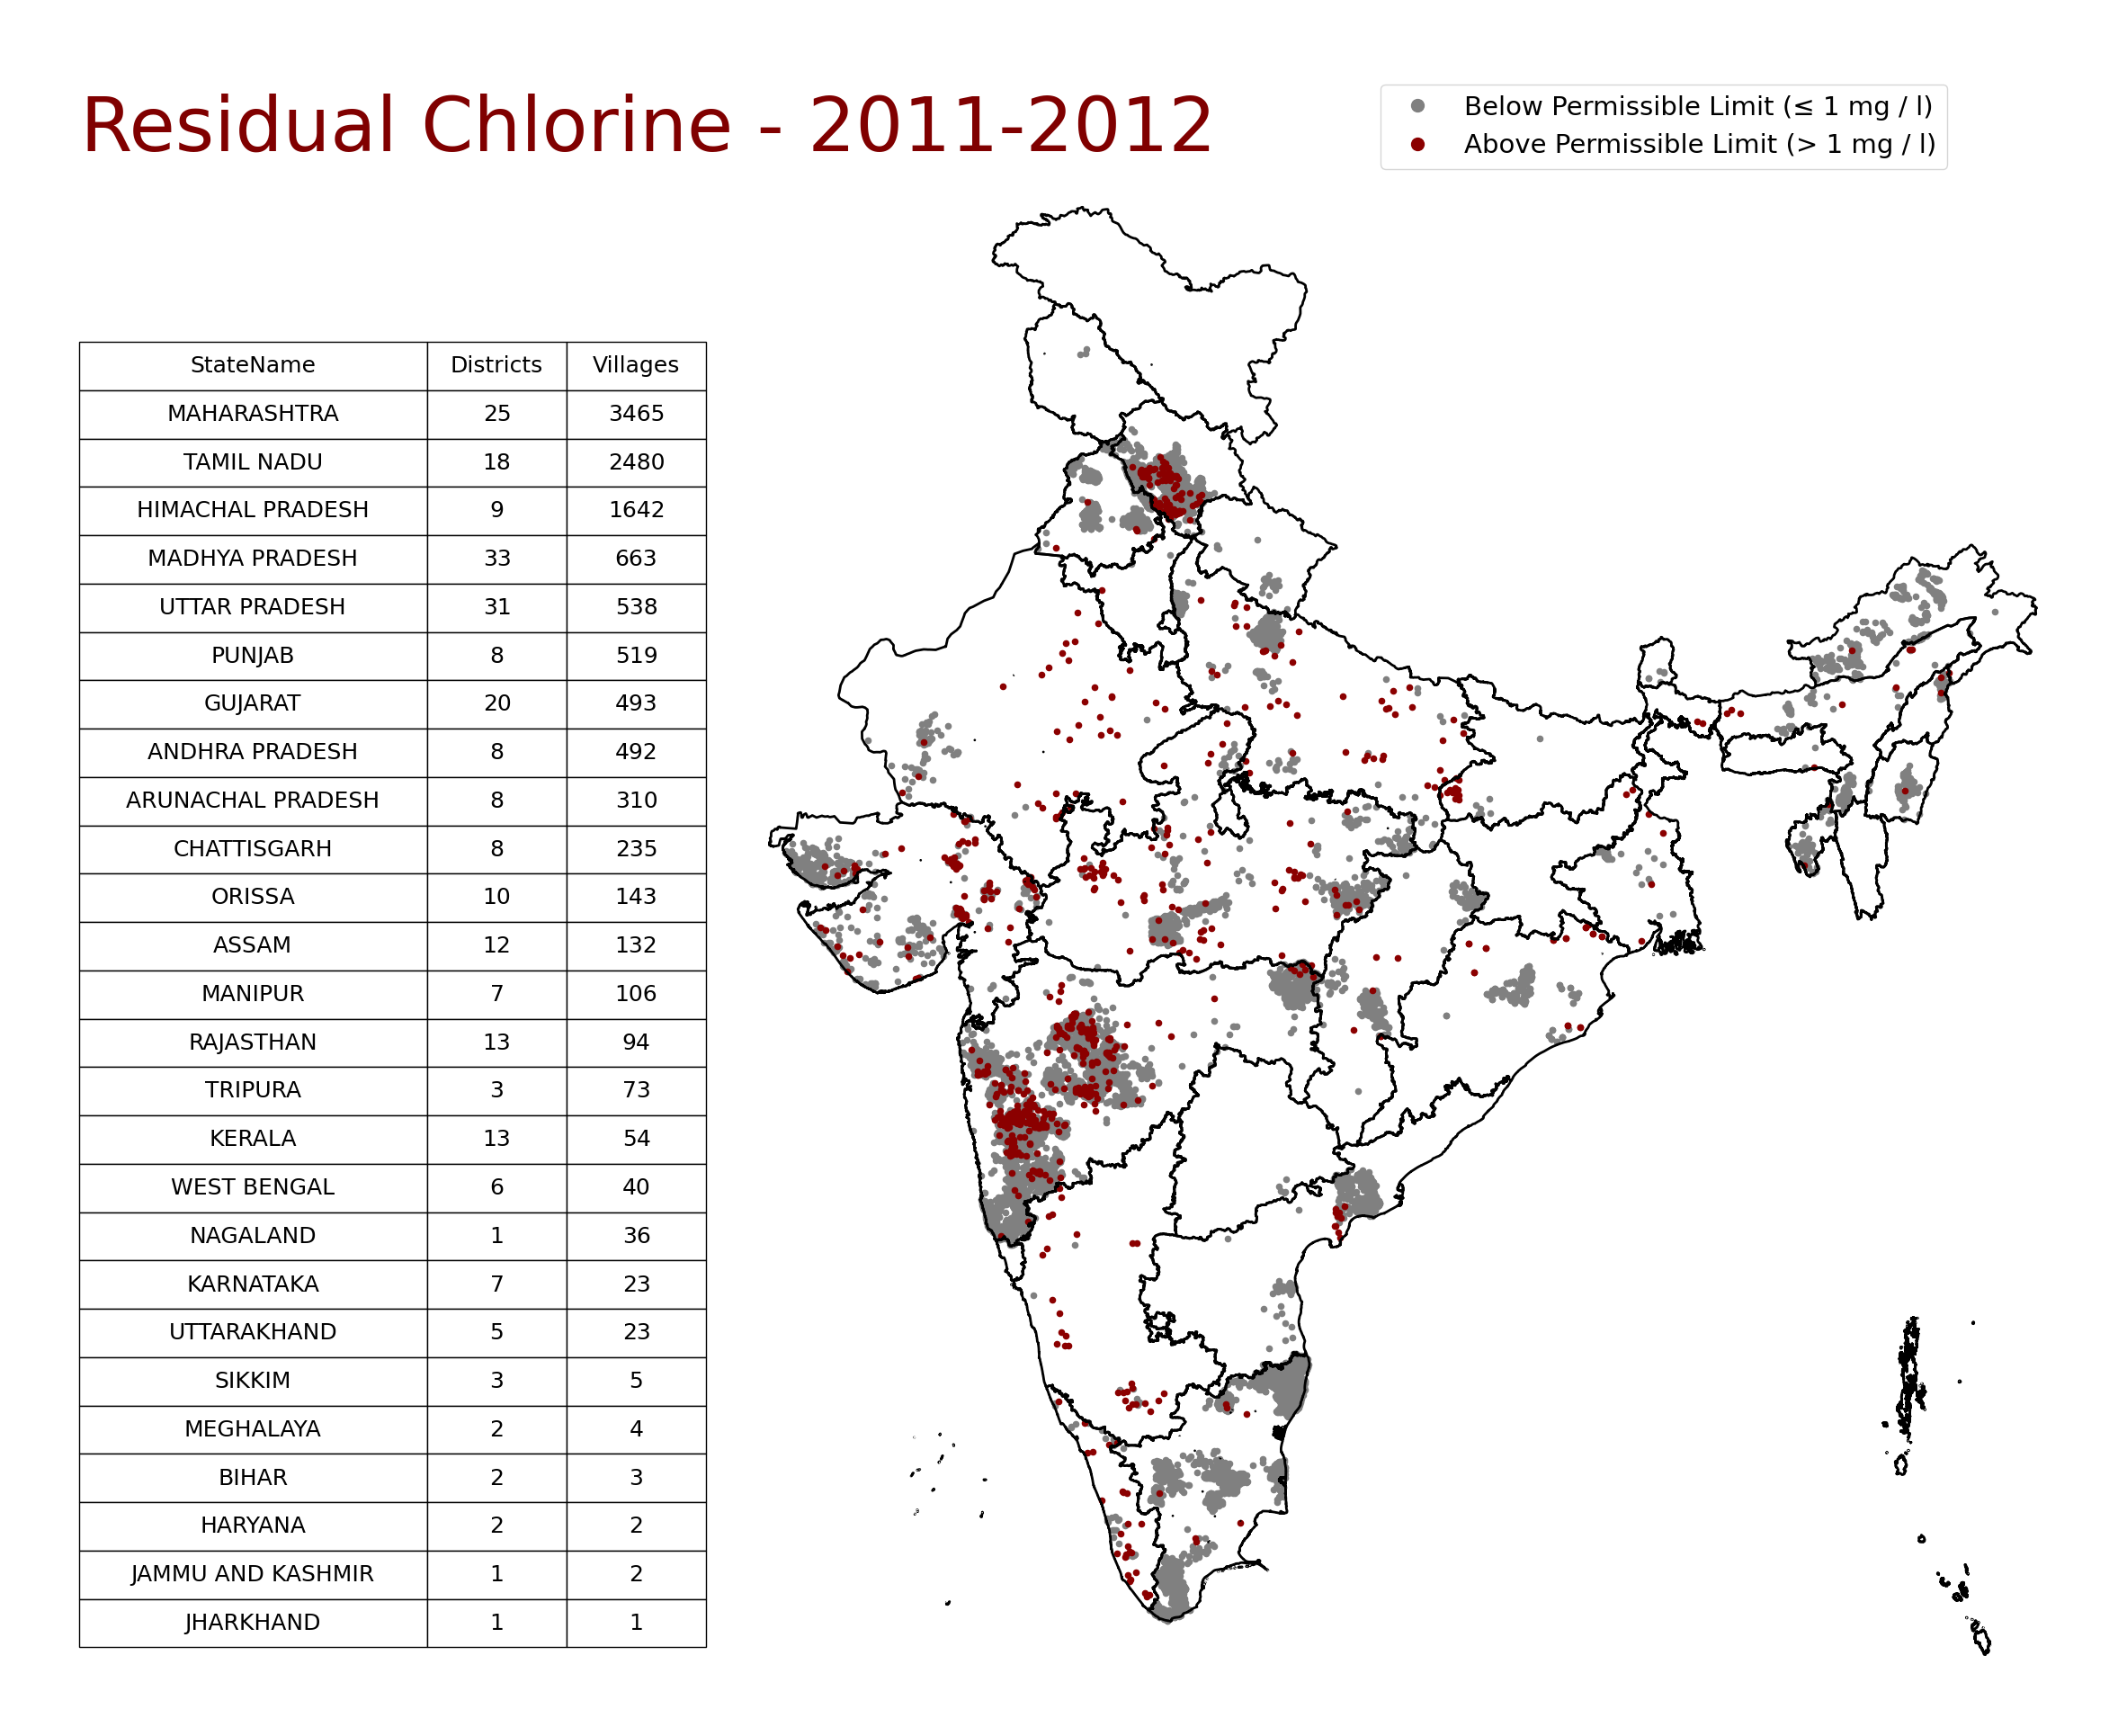 Residual Chlorine - 2011-2012
Below Permissible Limit (≤ 1 mg / l)
Above Permissible Limit (> 1 mg / l)
StateName Districts Villages
MAHARASHTRA 25 3465
TAMIL NADU 18 2480
HIMACHAL PRADESH 9 1642
MADHYA PRADESH 33 663
UTTAR PRADESH 31 538
PUNJAB 8 519
GUJARAT 20 493
ANDHRA PRADESH 8 492
ARUNACHAL PRADESH 8 310
CHATTISGARH 8 235
ORISSA 10 143
ASSAM 12 132
MANIPUR 7 106
RAJASTHAN 13 94
TRIPURA 3 73
KERALA 13 54
WEST BENGAL 6 40
NAGALAND 1 36
KARNATAKA 7 23
UTTARAKHAND 5 23
SIKKIM 3 5
MEGHALAYA 2 4
BIHAR 2 3
HARYANA 2 2
JAMMU AND KASHMIR 1 2
JHARKHAND 1 1